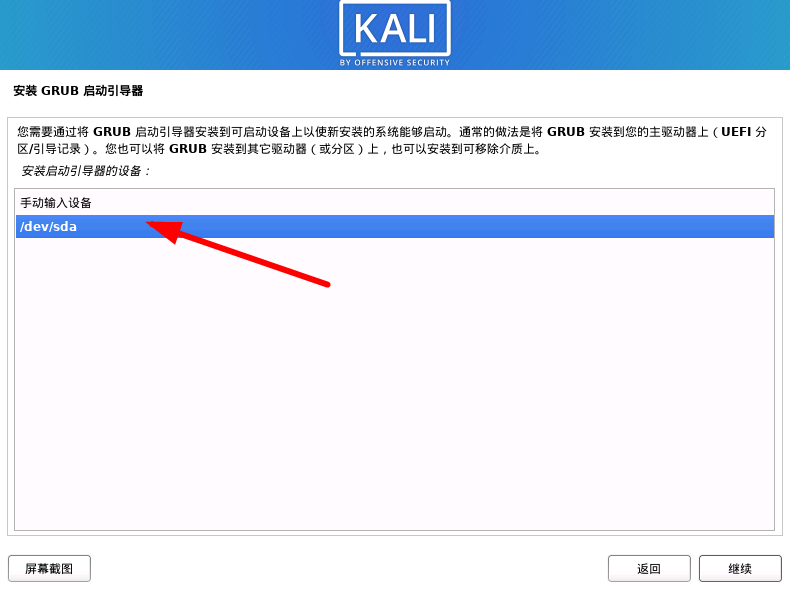 KALI
BY OFFENSIVE SECURITY
安装 GRUB 启动引导器
您需要通过将 GRUB 启动引导器安装到可启动设备上以使新安装的系统能够启动。通常的做法是将 GRUB 安装到您的主驱动器上（UEFI 分
区/引导记录）。您也可以将 GRUB 安装到其它驱动器（或分区）上，也可以安装到可移除介质上。
安装启动引导器的设备：
手动输入设备
/dev/sda
屏幕截图
返回
继续